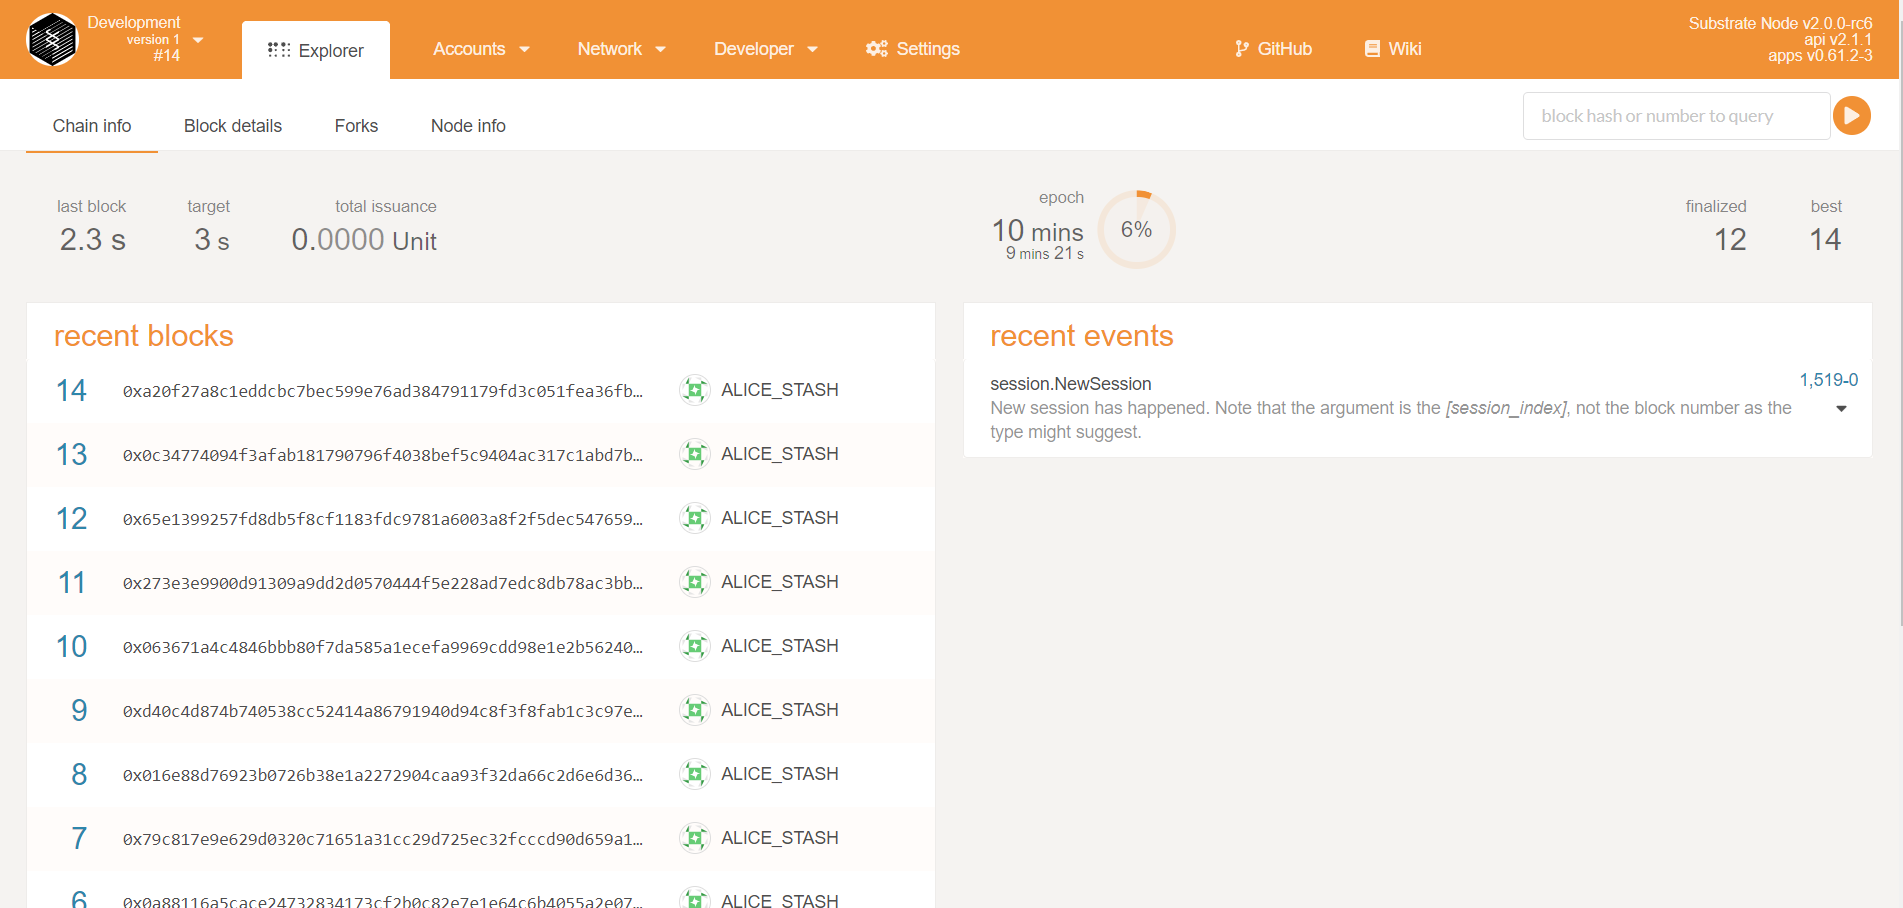 Development
version 1
#14
Explorer
Accounts
Network
Developer
Settings
GitHub
Wiki
Substrate Node v2.0.0-rc6
api v2.1.1
apps v0.61.2-3
Chain info
Block details
Forks
Node info
block hash or number to query
last block
2.3 s
target
3 s
total issuance
0.0000 Unit
epoch
10 mins
9 mins 21 s
6%
finalized
12
best
14
recent blocks
14 0xa20f27a8c1eddcbc7bec599e76ad384791179fd3c051fea36fb… ALICE_STASH
13 0x0c34774094f3afab181790796f4038bef5c9404ac317c1abd7b… ALICE_STASH
12 0x65e1399257fd8db5f8cf1183fdc9781a6003a8f2f5dec547659… ALICE_STASH
11 0x273e3e9900d91309a9dd2d0570444f5e228ad7edc8db78ac3bb… ALICE_STASH
10 0x063671a4c4846bbb80f7da585a1ecefa9969cdd98e1e2b56240… ALICE_STASH
9 0xd40c4d874b740538cc52414a86791940d94c8f3f8fab1c3c97e… ALICE_STASH
8 0x016e88d76923b0726b38e1a2272904caa93f32da66c2d6e6d36… ALICE_STASH
7 0x79c817e9e629d0320c71651a31cc29d725ec32fcccd90d659a1… ALICE_STASH
6 0x0a88116a5cace24732834173cf2b0c82e7e1e64c6b4055a2e07… ALICE_STASH
recent events
session.NewSession
1,519-0
New session has happened. Note that the argument is the [session_index], not the block number as the
type might suggest.